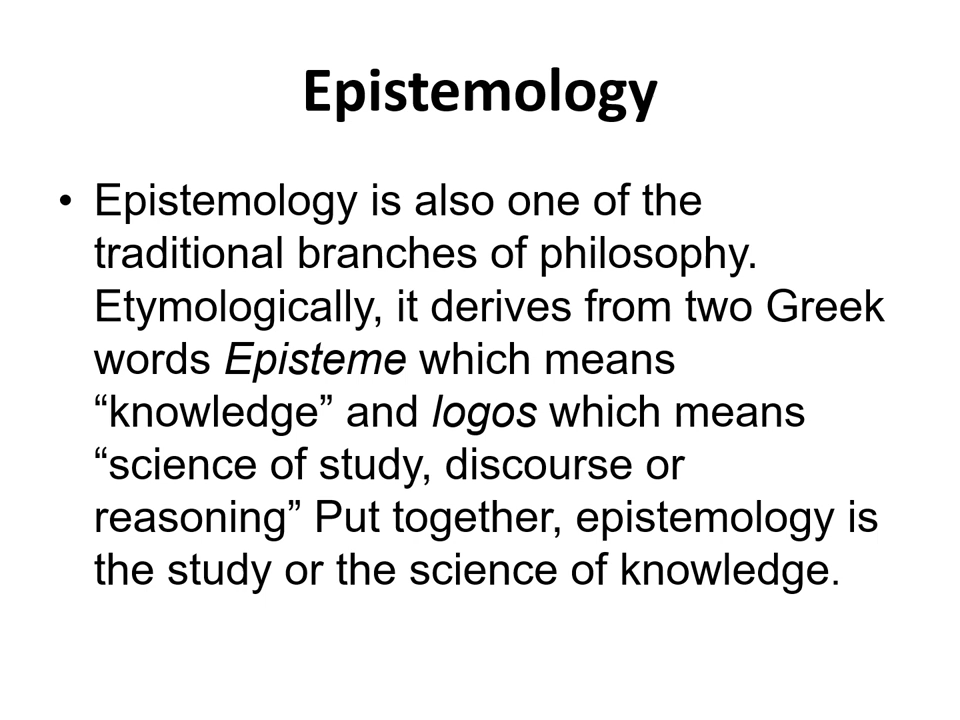 Epistemology
• Epistemology is also one of the
traditional branches of philosophy.
Etymologically, it derives from two Greek
words Episteme which means
“knowledge” and logos which means
“science of study, discourse or
reasoning” Put together, epistemology is
the study or the science of knowledge.